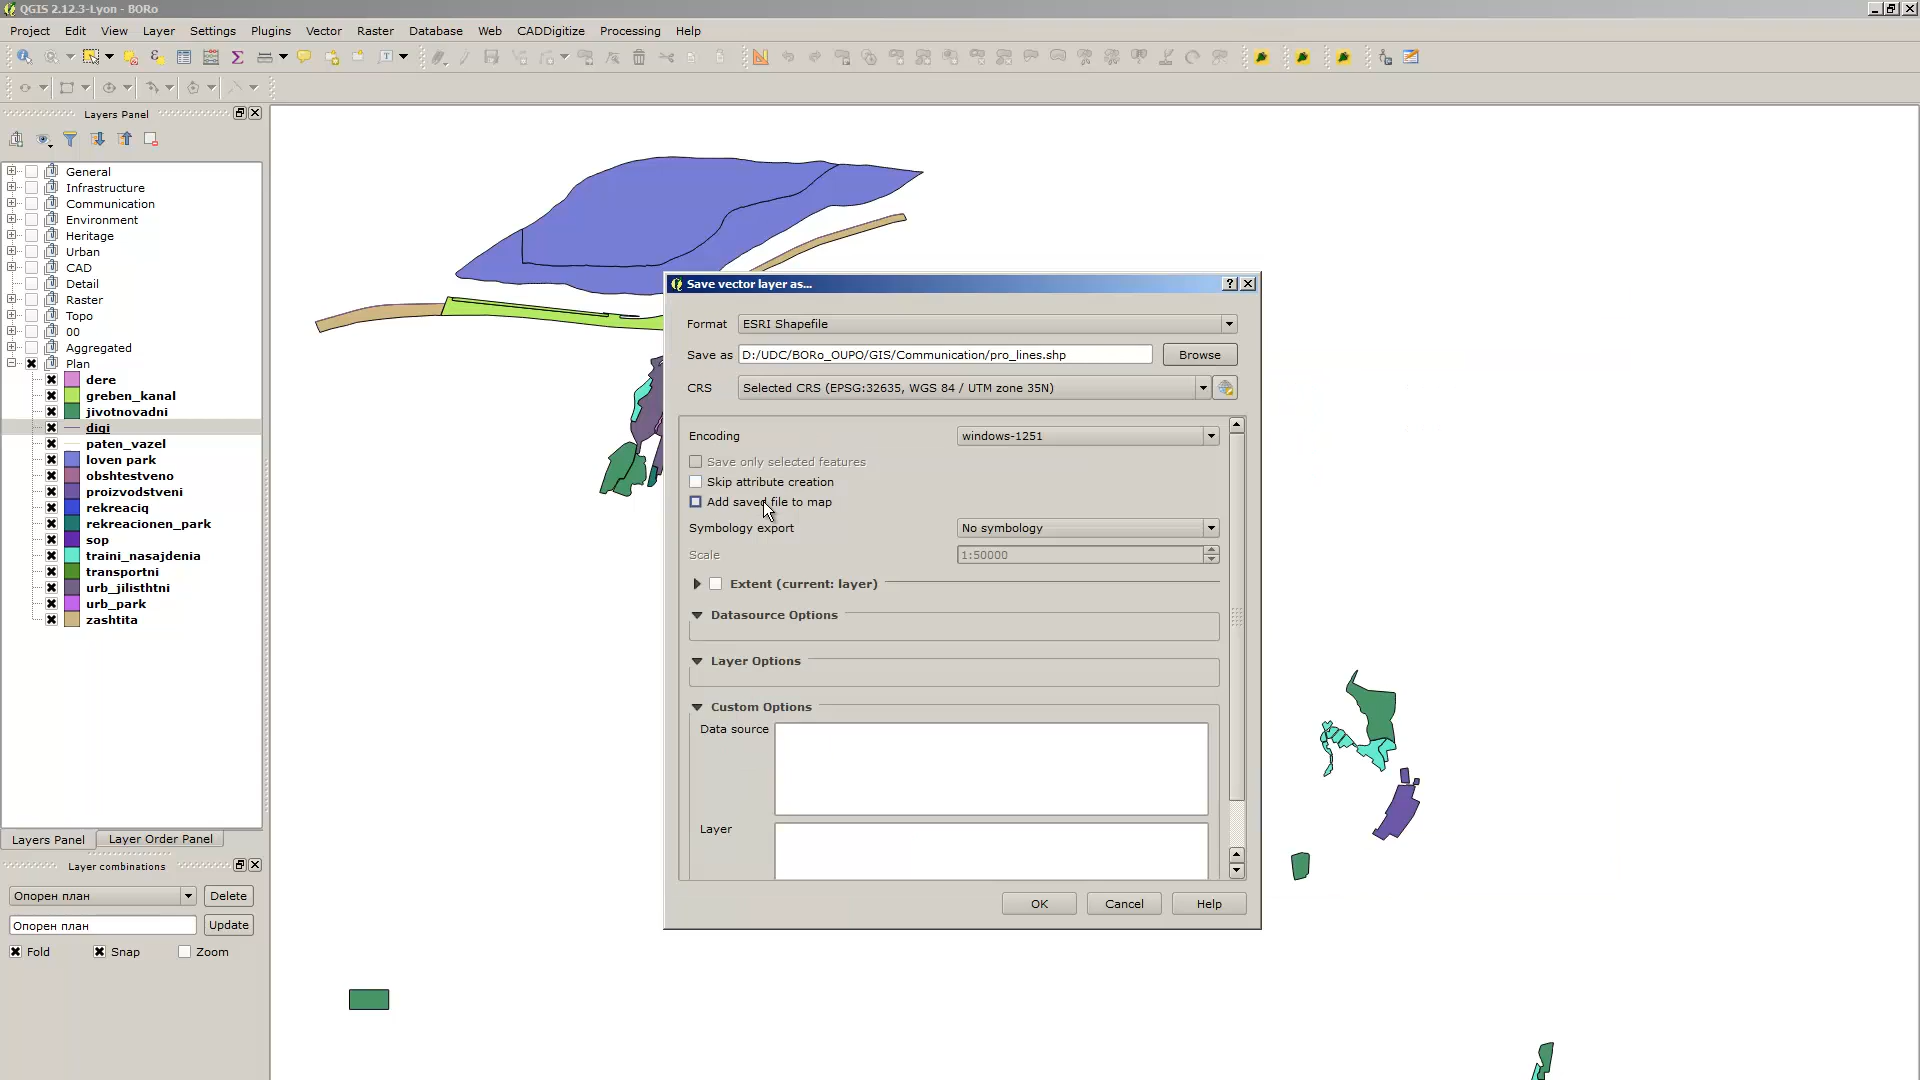 QGIS 2.12.3-Lyon - BORo
Project Edit View Layer Settings Plugins Vector Raster Database Web CADDigitize Processing Help
Layers Panel
General
Infrastructure
Communication
Environment
Heritage
Urban
CAD
Detail
Raster
Topo
00
Aggregated
Plan
dere
greben_kanal
jivotnovadni
digi
paten_vazel
loven park
obshtestveno
proizvodstveni
rekreaciq
rekreacionen_park
sop
traini_nasajdenia
transportni
urb_jilisthtni
urb_park
zashtita
Layers Panel Layer Order Panel
Layer combinations
Опорен план Delete
Опорен план Update
Fold Snap Zoom
Save vector layer as...
Format ESRI Shapefile
Save as D:/UDC/BORo_OUPO/GIS/Communication/pro_lines.shp Browse
CRS Selected CRS (EPSG:32635, WGS 84 / UTM zone 35N)
Encoding windows-1251
Save only selected features
Skip attribute creation
Add saved file to map
Symbology export No symbology
Scale 1:50000
Extent (current: layer)
Datasource Options
Layer Options
Custom Options
Data source
Layer
OK Cancel Help